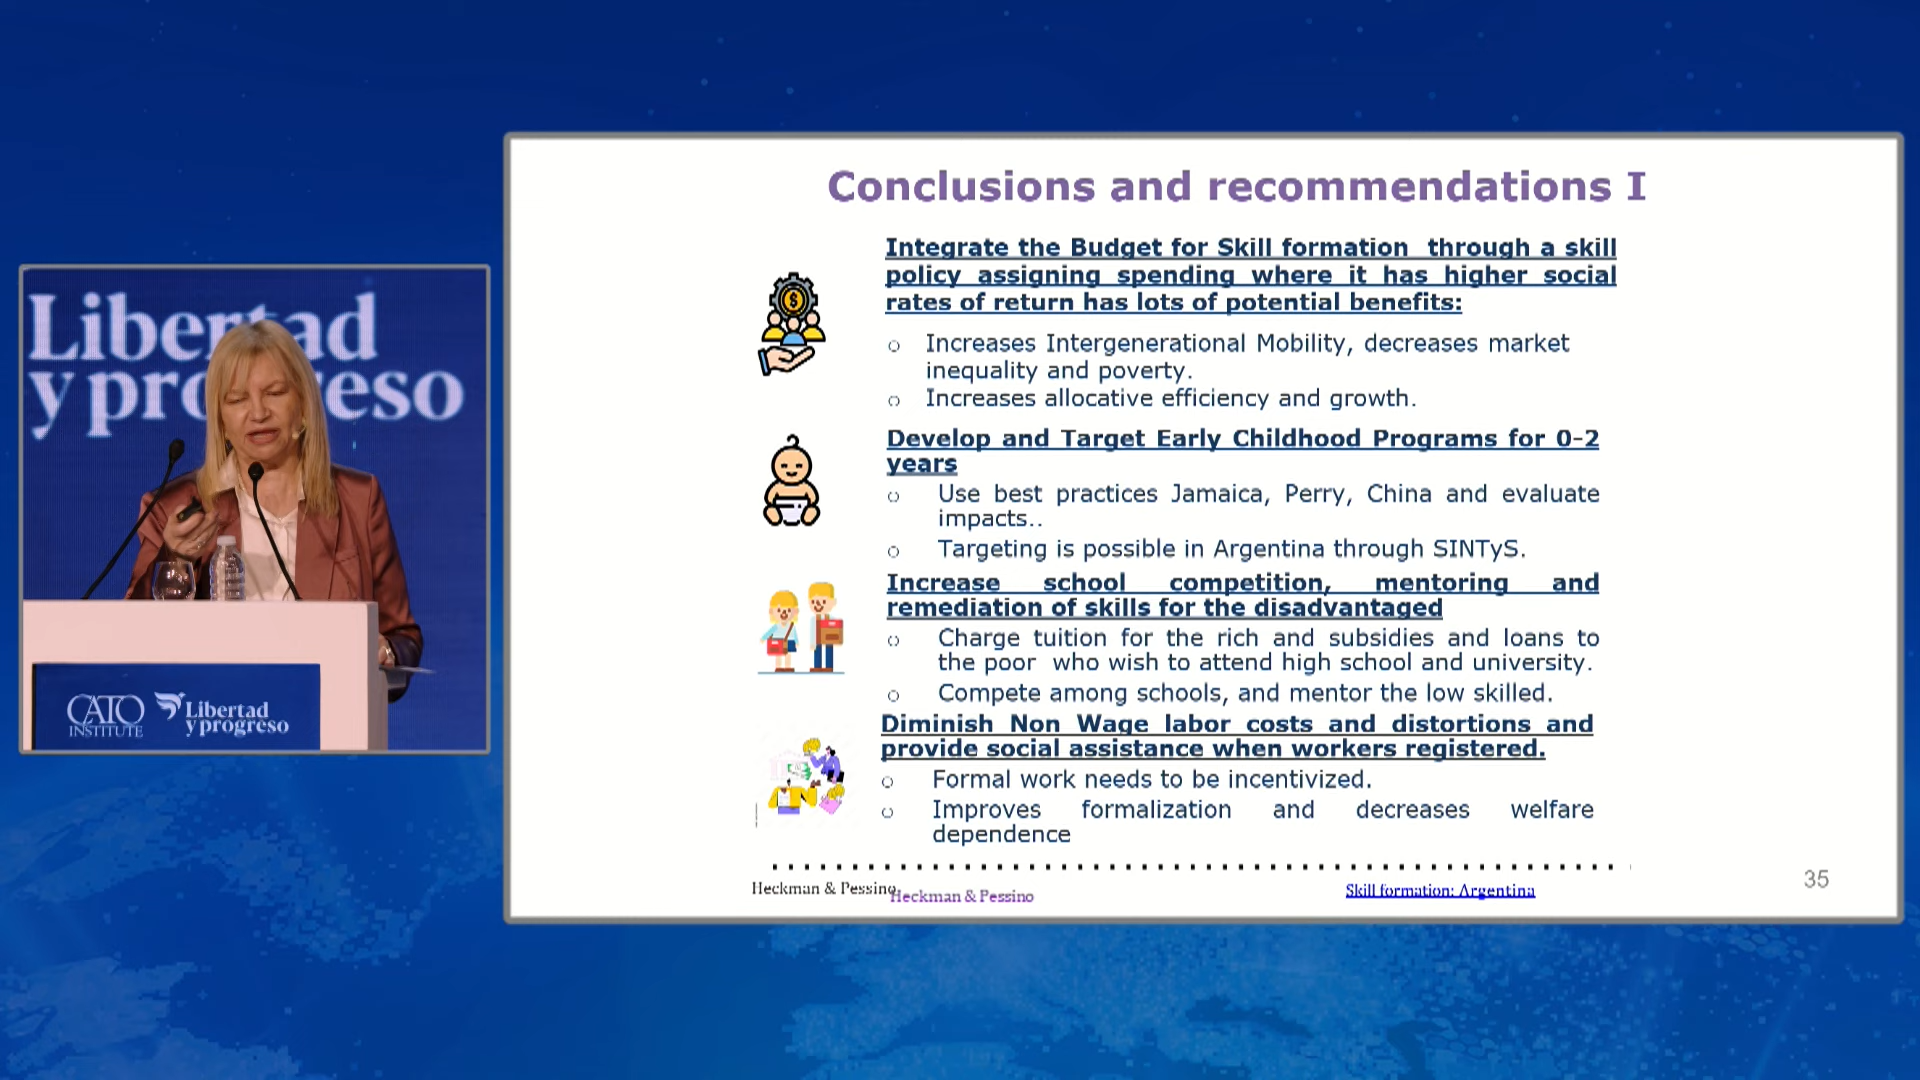 Libertad
y progreso
CATO
INSTITUTE
Libertad
y progreso
Conclusions and recommendations I
Integrate the Budget for Skill formation through a skill
policy assigning spending where it has higher social
rates of return has lots of potential benefits:
○ Increases Intergenerational Mobility, decreases market
inequality and poverty.
○ Increases allocative efficiency and growth.
Develop and Target Early Childhood Programs for 0-2
years
○ Use best practices Jamaica, Perry, China and evaluate
impacts..
○ Targeting is possible in Argentina through SINTyS.
Increase school competition, mentoring and
remediation of skills for the disadvantaged
○ Charge tuition for the rich and subsidies and loans to
the poor who wish to attend high school and university.
○ Compete among schools, and mentor the low skilled.
Diminish Non Wage labor costs and distortions and
provide social assistance when workers registered.
○ Formal work needs to be incentivized.
○ Improves formalization and decreases welfare
dependence
Heckman & Pessino
Heckman & Pessino
Skill formation: Argentina
35